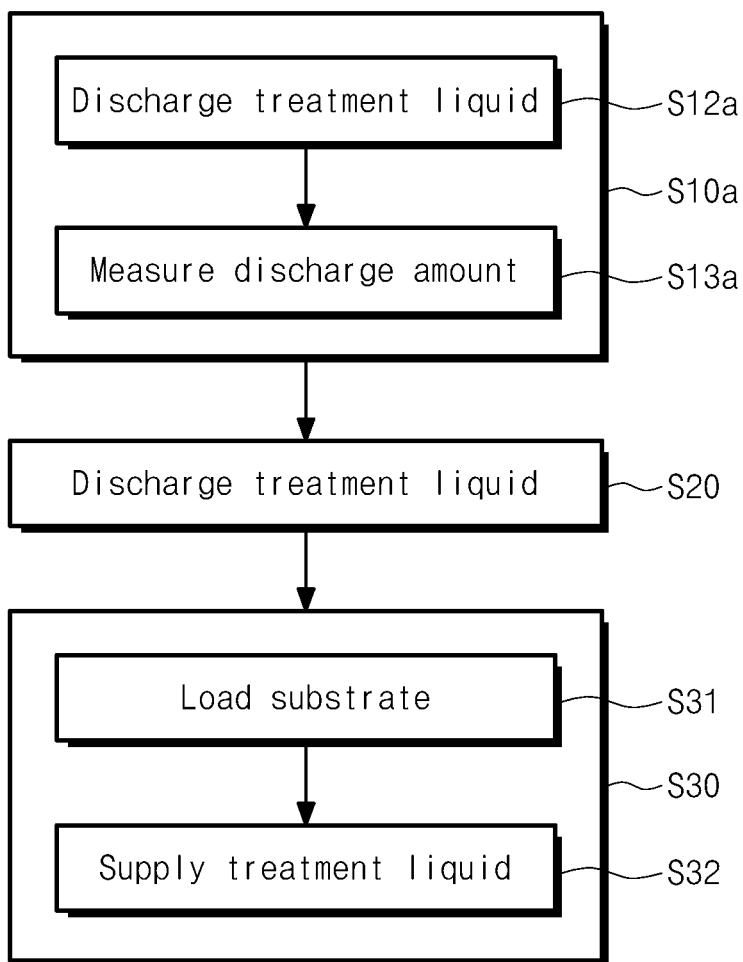 Discharge treatment liquid
S12a
S10a
Measure discharge amount
S13a
Discharge treatment liquid
S20
Load substrate
S31
S30
Supply treatment liquid
S32